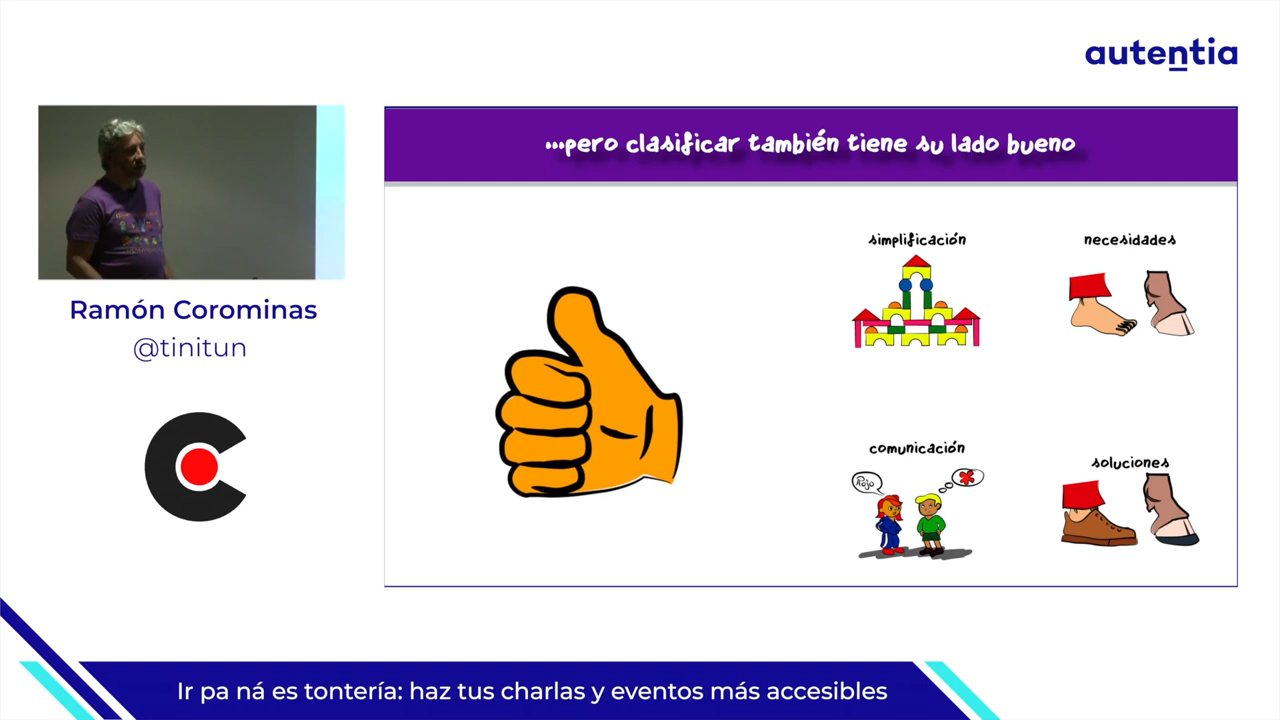 autentia
...pero clasificar también tiene su lado bueno
simplificación
necesidades
comunicación
soluciones
Rojo
Ramón Corominas
@tinitun
Ir pa ná es tontería: haz tus charlas y eventos más accesibles